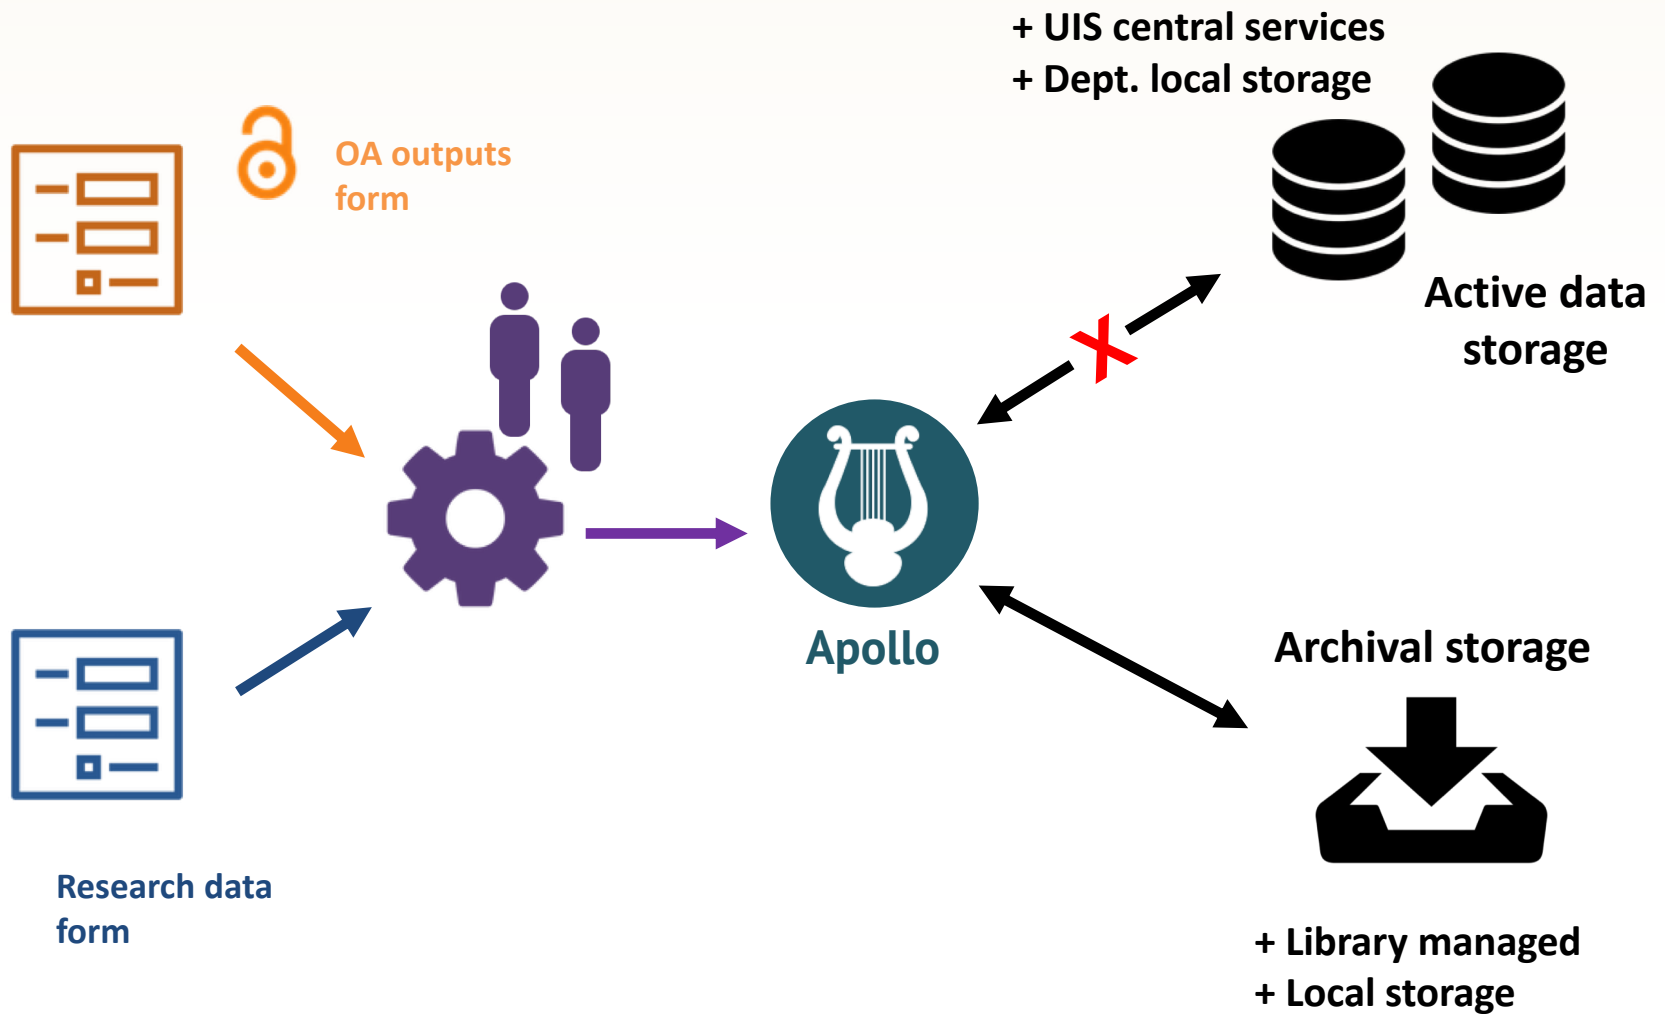 + UIS central services
+ Dept. local storage
OA outputs
form
Active data
storage
Apollo
Archival storage
Research data
form
+ Library managed
+ Local storage